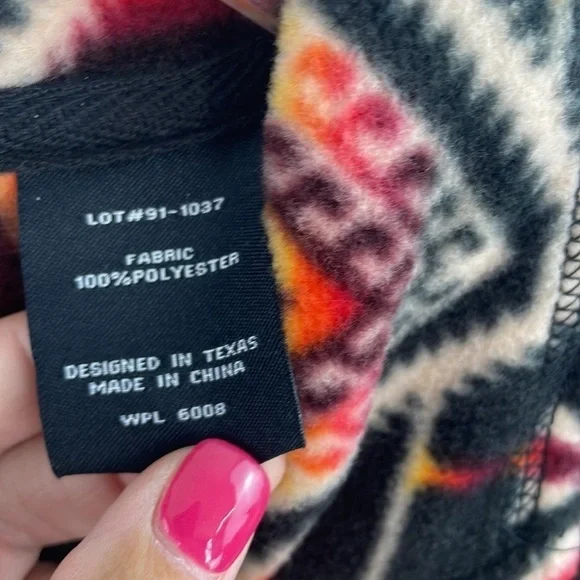 LOT#91-1037
FABRIC
100%POLYESTER
DESIGNED IN TEXAS
MADE IN CHINA
WPL 6008